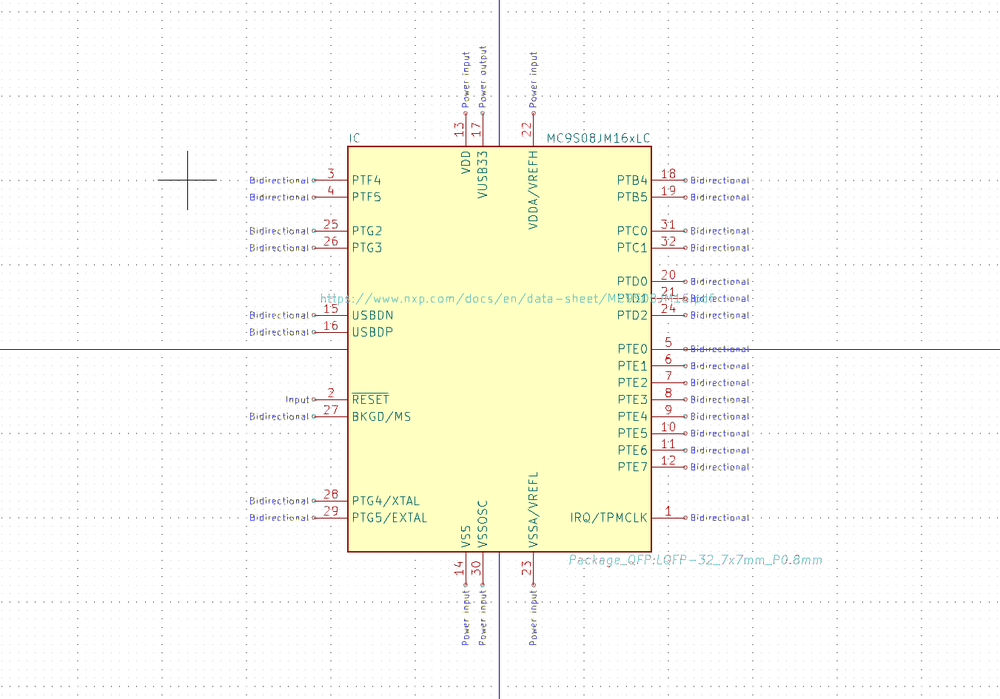 Power input
Power output
Power input
13
17
22
IC
MC9S08JM16xLC
VDD
VUSB33
VDDA/VREFH
Bidirectional 3 PTF4
Bidirectional 4 PTF5
Bidirectional 25 PTG2
Bidirectional 26 PTG3
Bidirectional 15 USBDN
Bidirectional 16 USBDP
Input 2 RESET
Bidirectional 27 BKGD/MS
Bidirectional 28 PTG4/XTAL
Bidirectional 29 PTG5/EXTAL
PTB4 18 Bidirectional
PTB5 19 Bidirectional
PTC0 31 Bidirectional
PTC1 32 Bidirectional
PTD0 20 Bidirectional
21 Bidirectional
https://www.nxp.com/docs/en/data-sheet/
PTD2 24 Bidirectional
PTE0 5 Bidirectional
PTE1 6 Bidirectional
PTE2 7 Bidirectional
PTE3 8 Bidirectional
PTE4 9 Bidirectional
PTE5 10 Bidirectional
PTE6 11 Bidirectional
PTE7 12 Bidirectional
IRQ/TPMCLK 1 Bidirectional
VSS
VSSOSC
VSSA/VREFL
Package_QFP:LQFP-32_7x7mm_P0.8mm
14
30
23
Power input
Power input
Power input